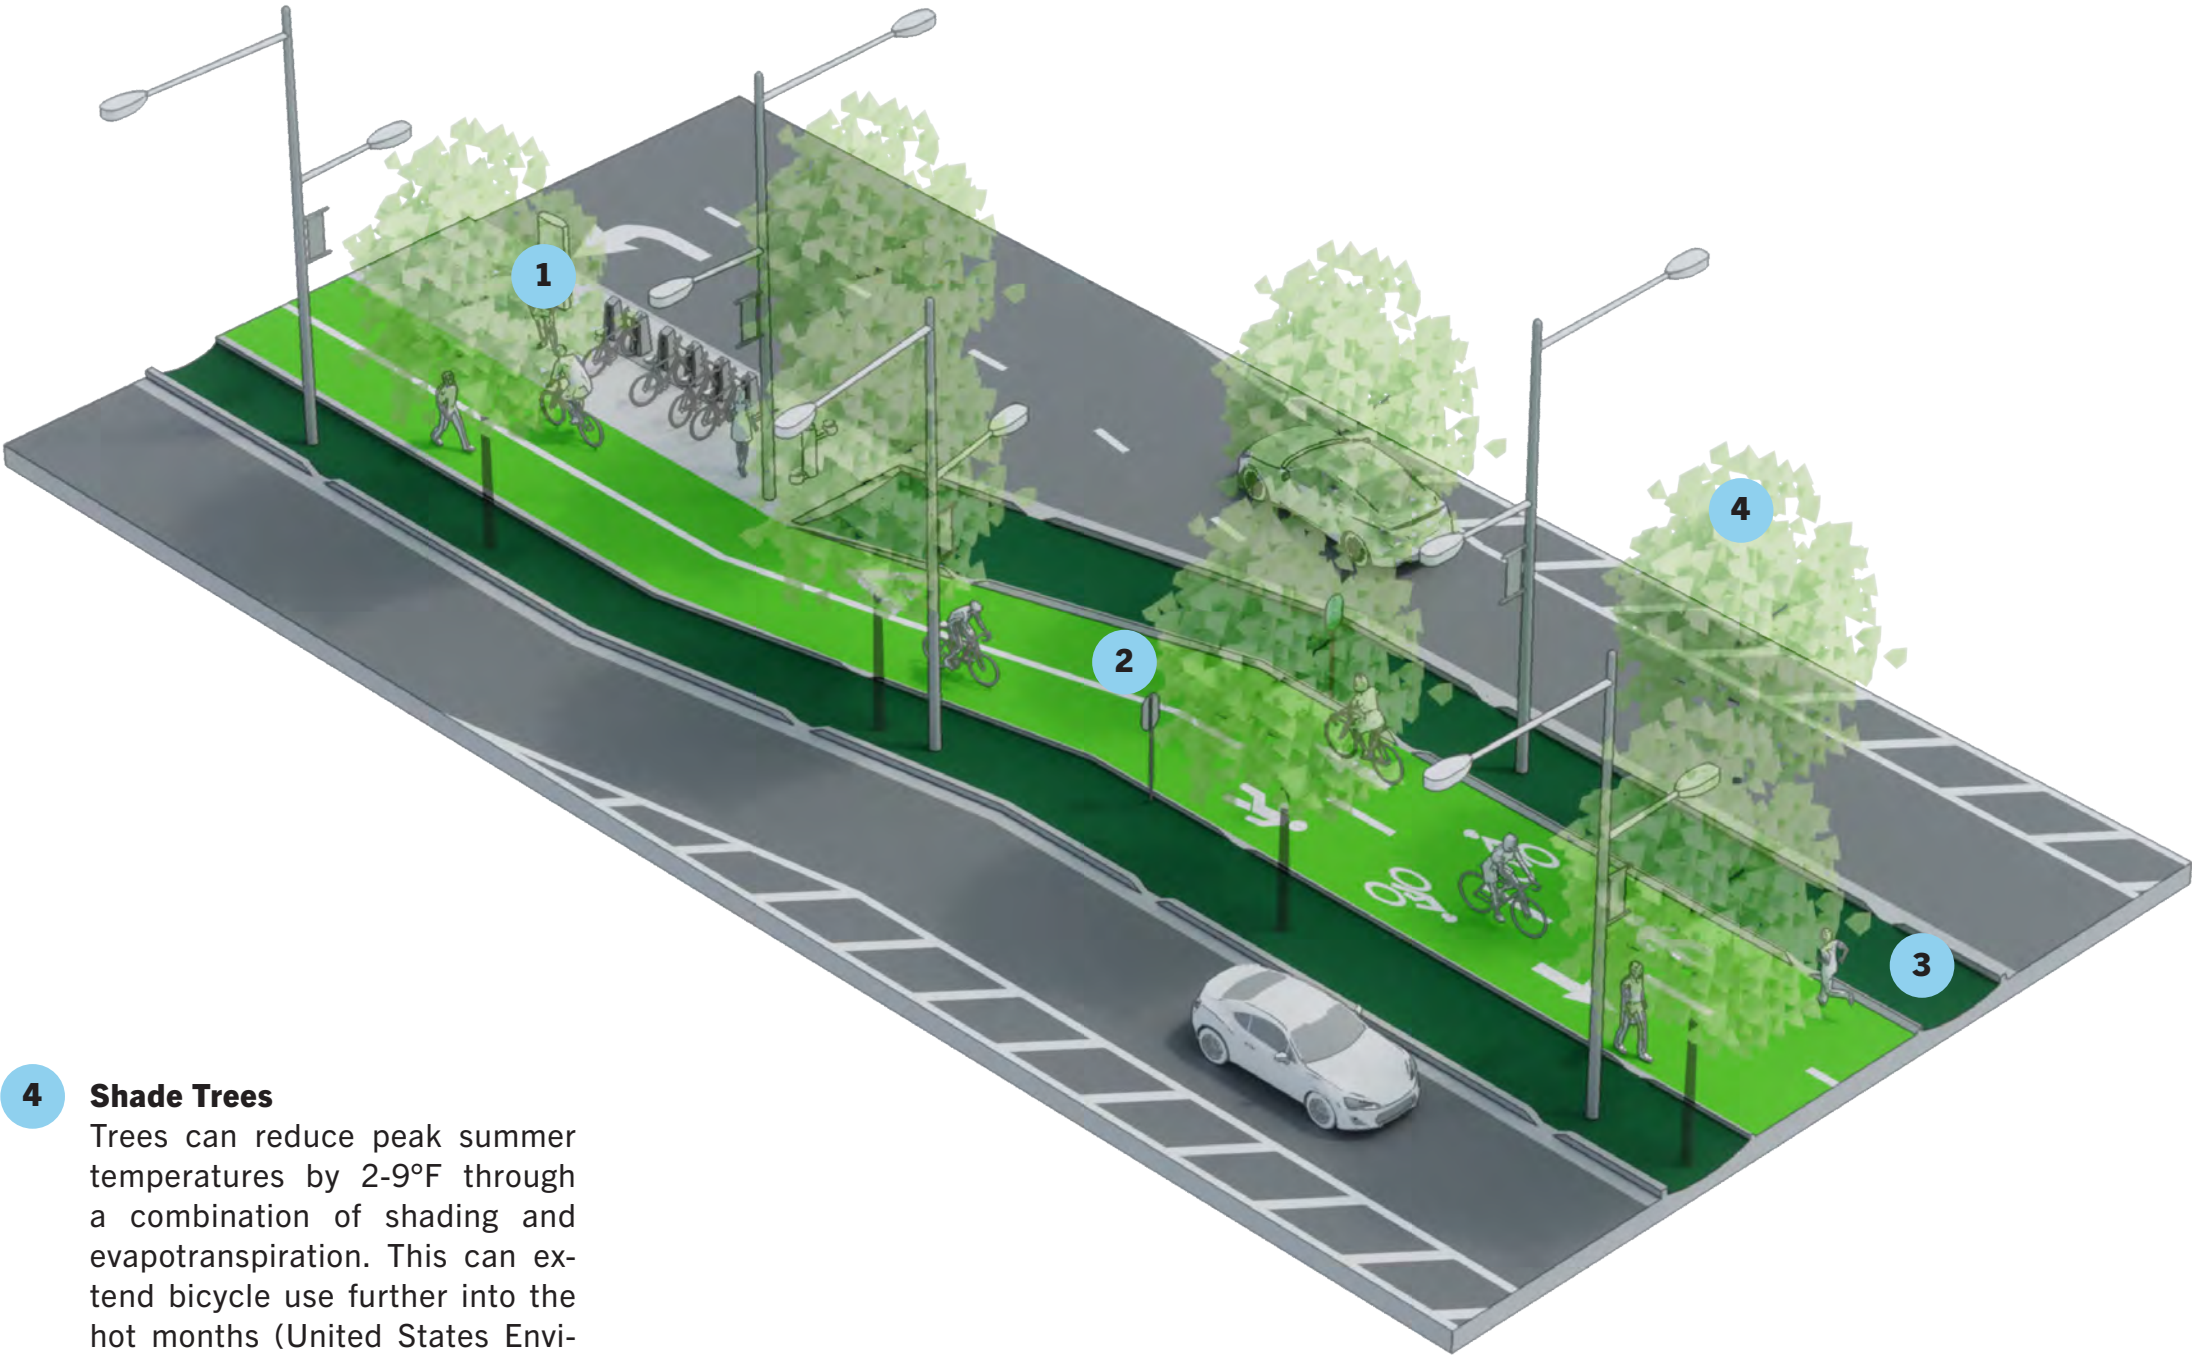 1
4
2
3
4 Shade Trees
Trees can reduce peak summer
temperatures by 2-9°F through
a combination of shading and
evapotranspiration. This can ex-
tend bicycle use further into the
hot months (United States Envi-